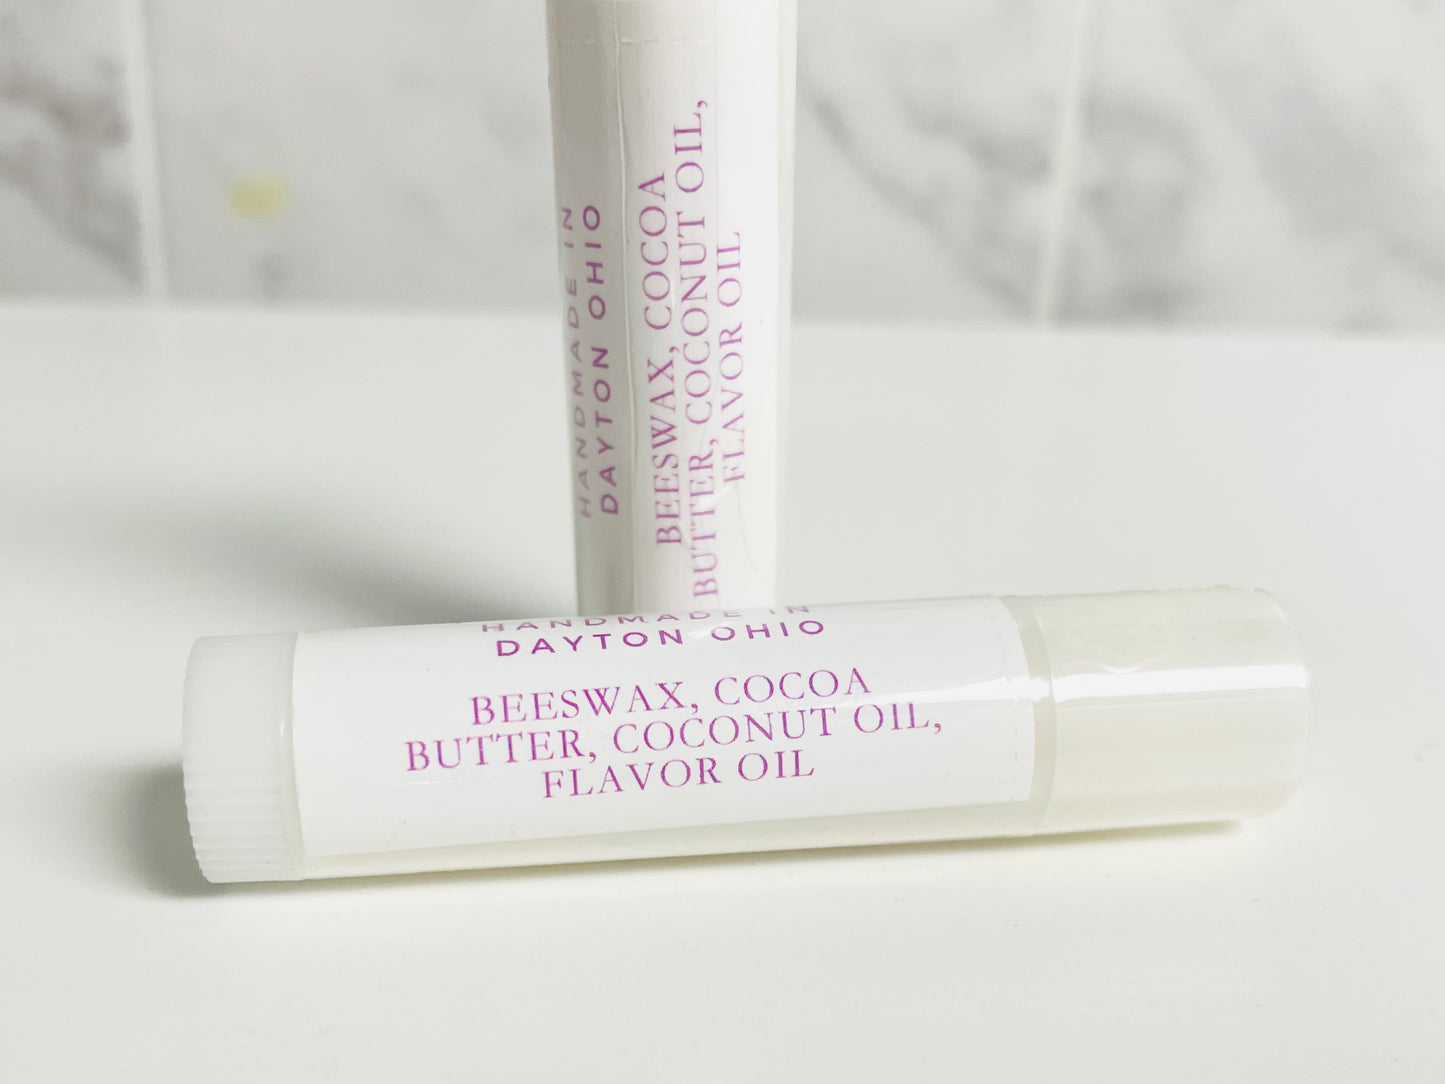 HANDMADE IN
DAYTON OHIO
BEESWAX, COCOA
BUTTER, COCONUT OIL,
FLAVOR OIL
HANDMADE IN
DAYTON OHIO
BEESWAX, COCOA
BUTTER, COCONUT OIL,
FLAVOR OIL